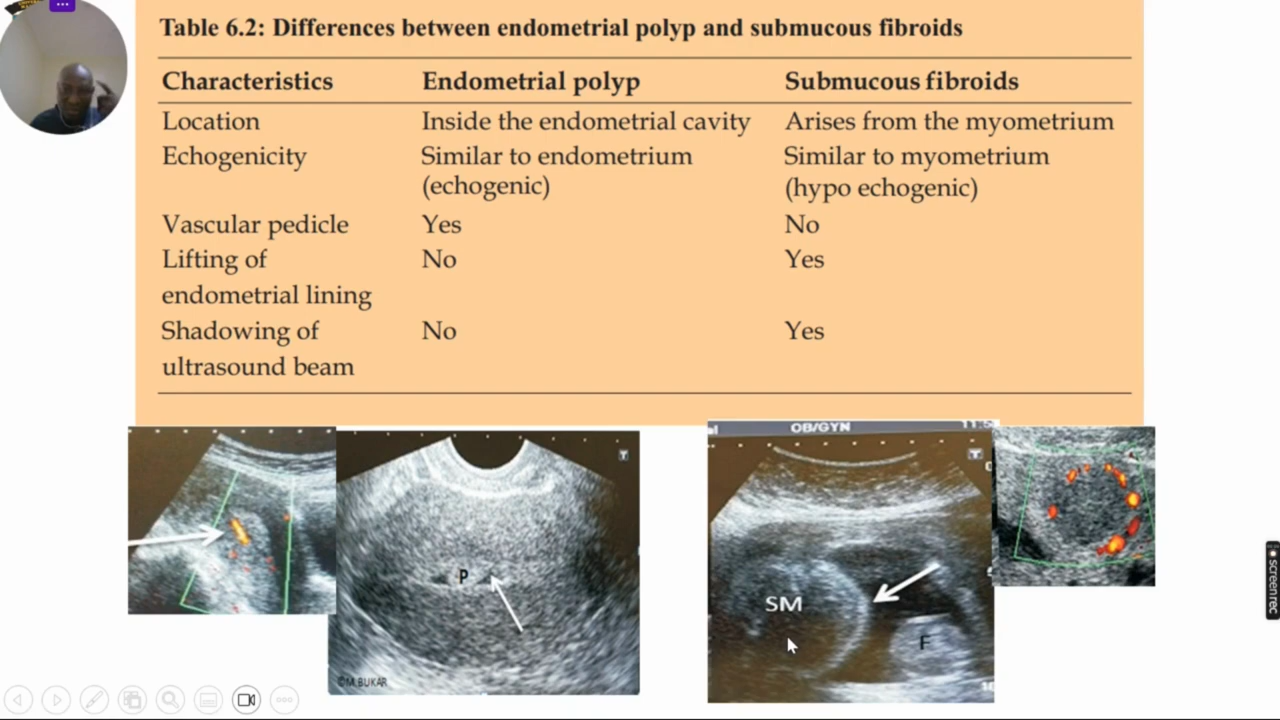 Table 6.2: Differences between endometrial polyp and submucous fibroids
Characteristics Endometrial polyp Submucous fibroids
Location Inside the endometrial cavity Arises from the myometrium
Echogenicity Similar to endometrium Similar to myometrium
(echogenic) (hypo echogenic)
Vascular pedicle Yes No
Lifting of No Yes
endometrial lining
Shadowing of No Yes
ultrasound beam
OB/GYN
P
SM
F
©M.BUKAR
screenrec